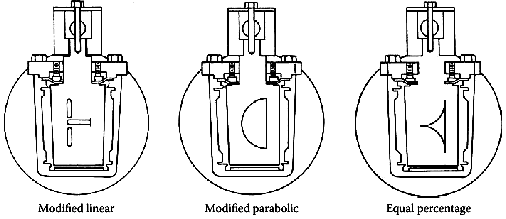 Modified linear
Modified parabolic
Equal percentage